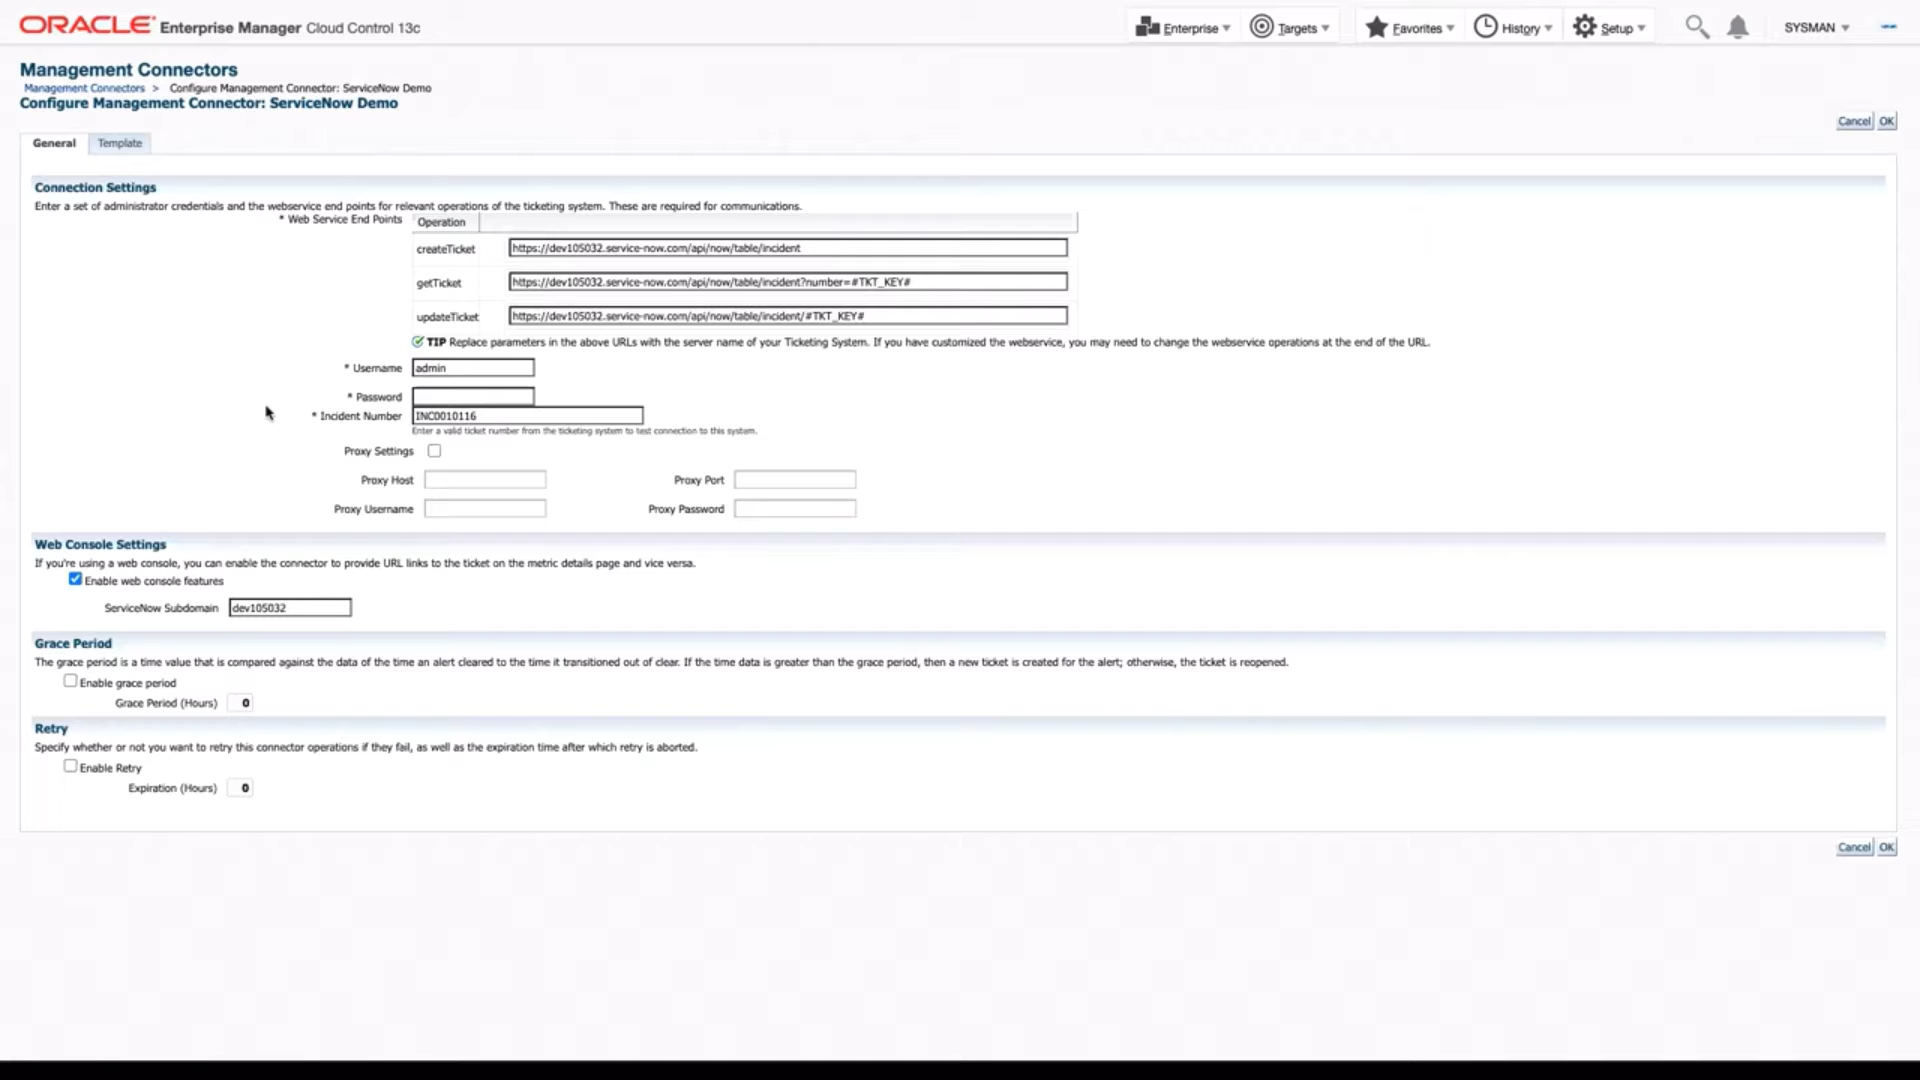 ORACLE Enterprise Manager Cloud Control 13c
Enterprise Targets Favorites History Setup SYSMAN
Management Connectors
Management Connectors > Configure Management Connector: ServiceNow Demo
Configure Management Connector: ServiceNow Demo
Cancel OK
General Template
Connection Settings
Enter a set of administrator credentials and the webservice end points for relevant operations of the ticketing system. These are required for communications.
* Web Service End Points Operation
createTicket https://dev105032.service-now.com/api/now/table/incident
getTicket https://dev105032.service-now.com/api/now/table/incident?number=#TKT_KEY#
updateTicket https://dev105032.service-now.com/api/now/table/incident/#TKT_KEY#
TIP Replace parameters in the above URLs with the server name of your Ticketing System. If you have customized the webservice, you may need to change the webservice operations at the end of the URL.
* Username admin
* Password
* Incident Number INC0010116
Enter a valid ticket number from the ticketing system to test connection to this system.
Proxy Settings
Proxy Host Proxy Port
Proxy Username Proxy Password
Web Console Settings
If you're using a web console, you can enable the connector to provide URL links to the ticket on the metric details page and vice versa.
Enable web console features
ServiceNow Subdomain dev105032
Grace Period
The grace period is a time value that is compared against the data of the time an alert cleared to the time it transitioned out of clear. If the time data is greater than the grace period, then a new ticket is created for the alert; otherwise, the ticket is reopened.
Enable grace period
Grace Period (Hours) 0
Retry
Specify whether or not you want to retry this connector operations if they fail, as well as the expiration time after which retry is aborted.
Enable Retry
Expiration (Hours) 0
Cancel OK